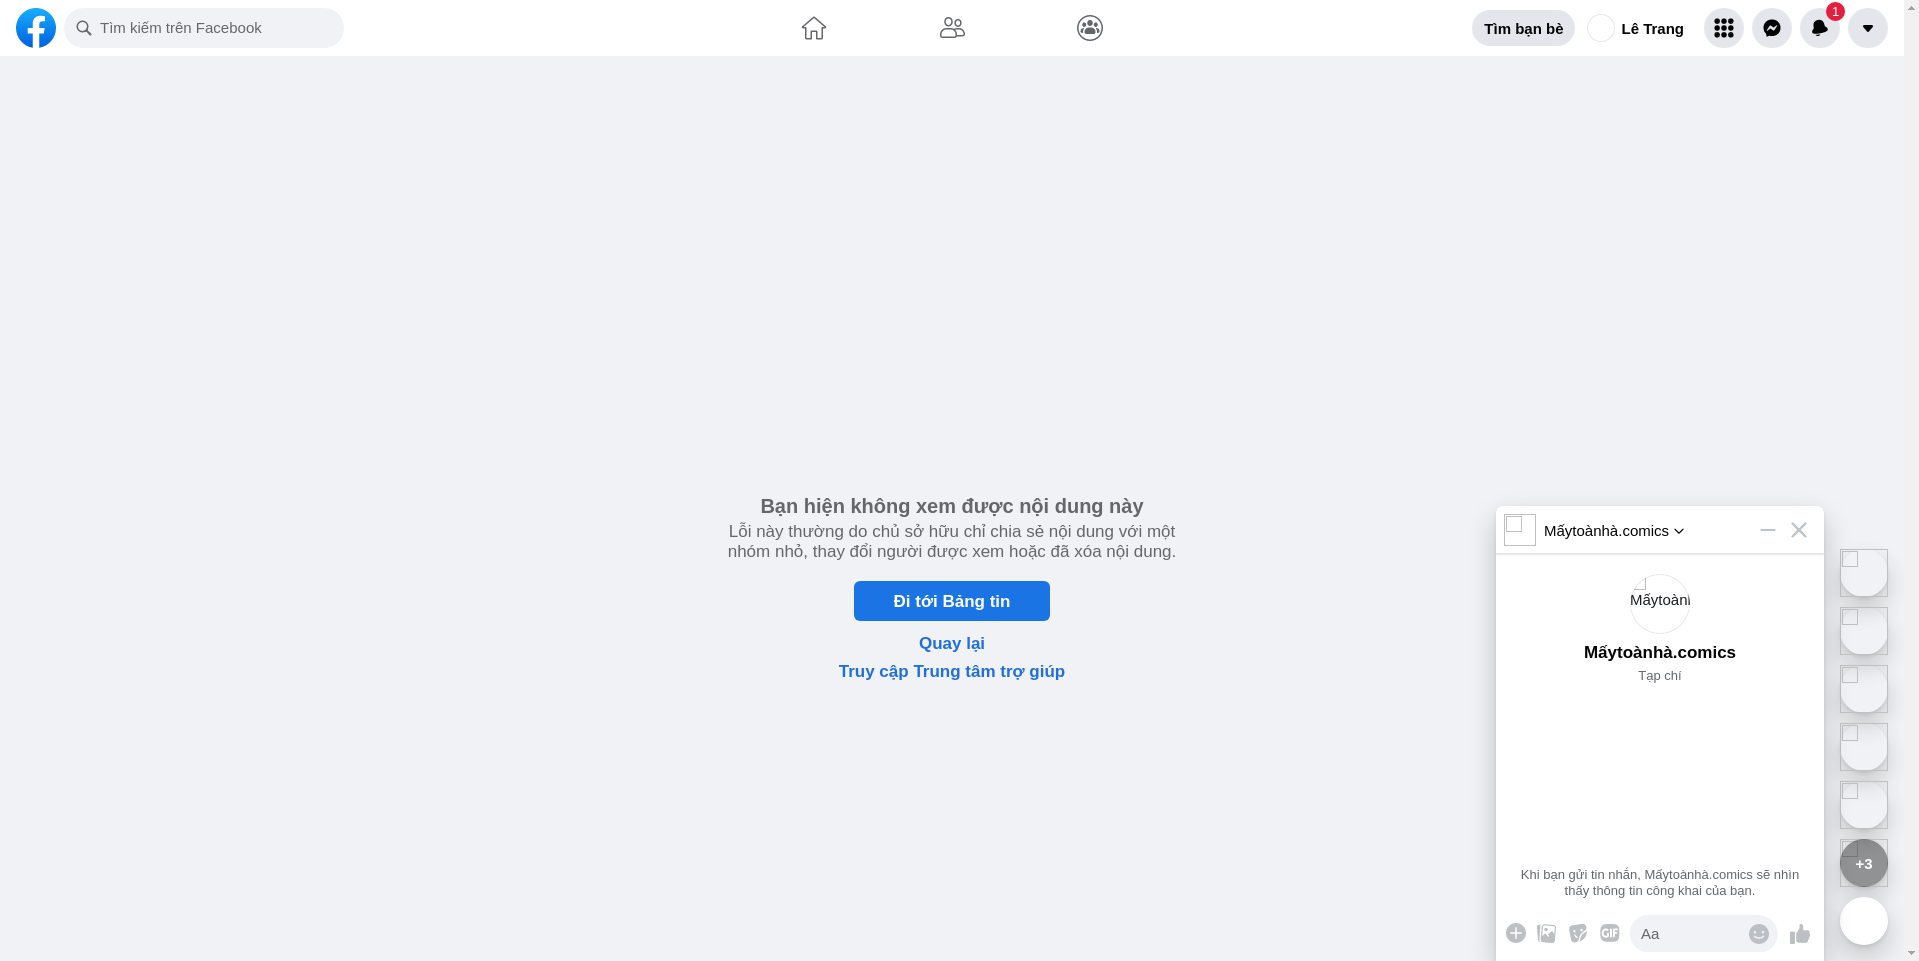 Tìm kiếm trên Facebook
Tìm bạn bè
Lê Trang
1
Bạn hiện không xem được nội dung này
Lỗi này thường do chủ sở hữu chỉ chia sẻ nội dung với một
nhóm nhỏ, thay đổi người được xem hoặc đã xóa nội dung.
Đi tới Bảng tin
Quay lại
Truy cập Trung tâm trợ giúp
Mấytoànhà.comics
Mấytoàn
Mấytoànhà.comics
Tạp chí
+3
Khi bạn gửi tin nhắn, Mấytoànhà.comics sẽ nhìn
thấy thông tin công khai của bạn.
GIF
Aa